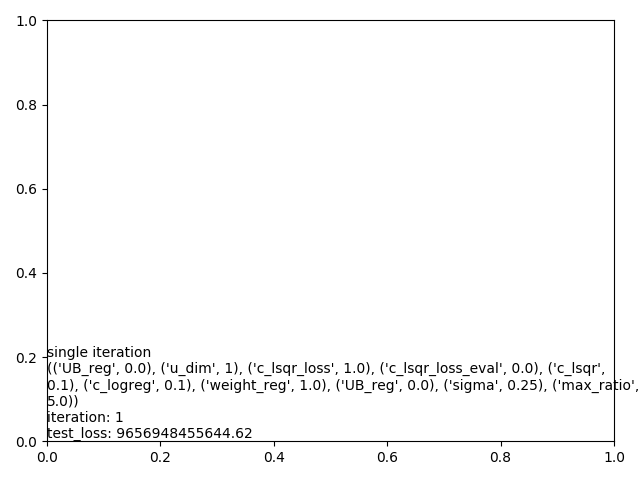 1.0
0.8
0.6
0.4
0.2
0.0
single iteration
(('UB_reg', 0.0), ('u_dim', 1), ('c_lsqr_loss', 1.0), ('c_lsqr_loss_eval', 0.0), ('c_lsqr',
0.1), ('c_logreg', 0.1), ('weight_reg', 1.0), ('UB_reg', 0.0), ('sigma', 0.25), ('max_ratio',
5.0))
iteration: 1
test_loss: 9656948455644.62
0.0 0.2 0.4 0.6 0.8 1.0